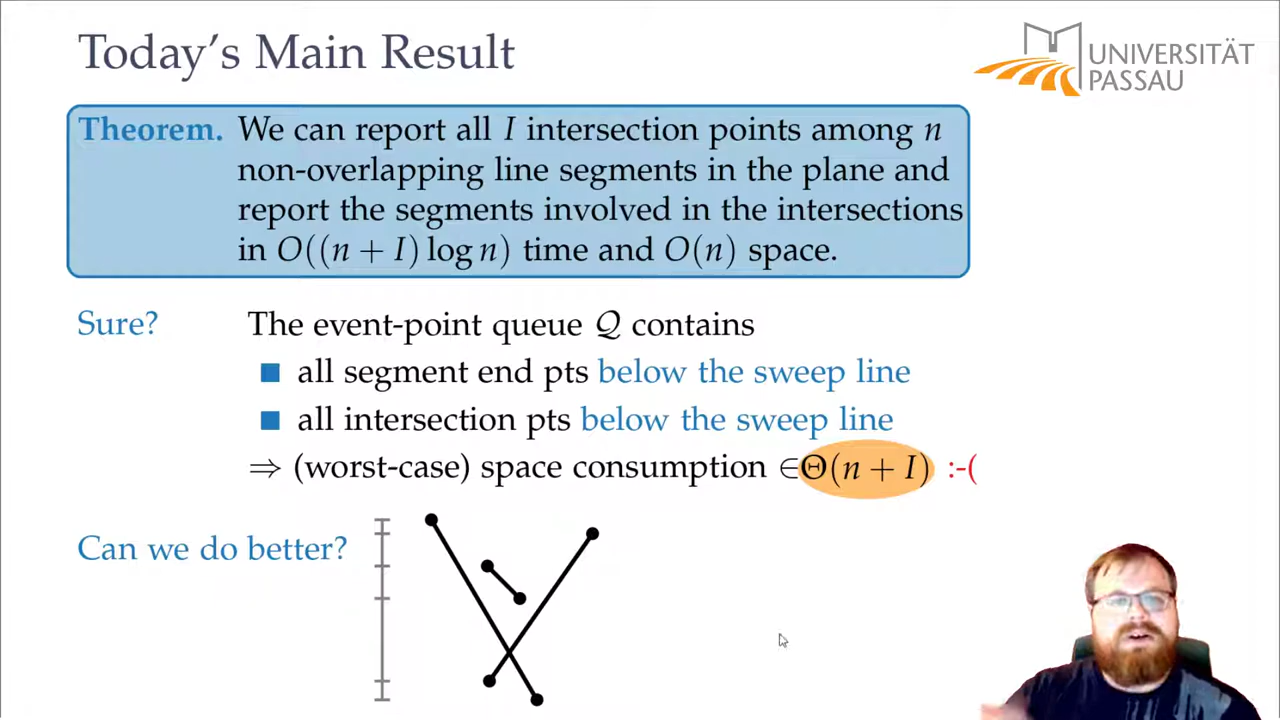 Today's Main Result
UNIVERSITÄT
PASSAU
Theorem. We can report all I intersection points among n
non-overlapping line segments in the plane and
report the segments involved in the intersections
in O((n + I) log n) time and O(n) space.
Sure? The event-point queue 𝒬 contains
■ all segment end pts below the sweep line
■ all intersection pts below the sweep line
⇒ (worst-case) space consumption ∈Θ(n + I) :-(
Can we do better?